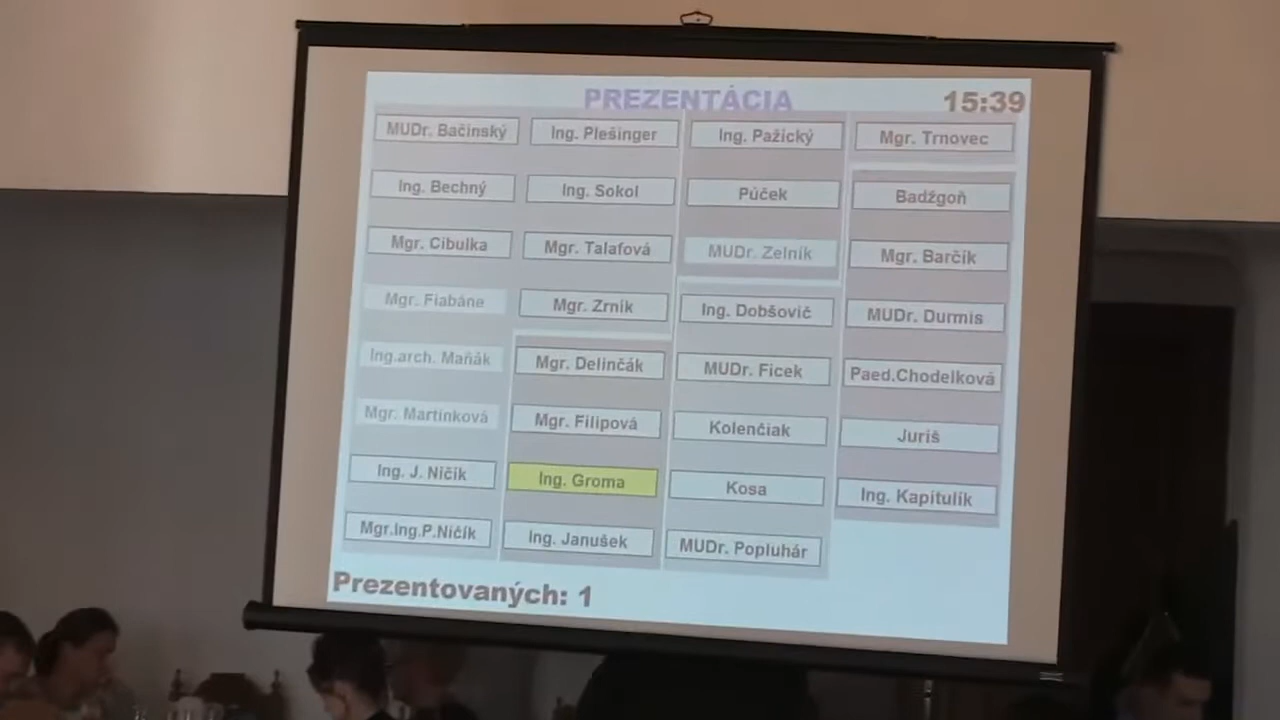 PREZENTÁCIA 15:39
MUDr. Bačinský Ing. Plešinger Ing. Pažický Mgr. Trnovec
Ing. Bechný Ing. Sokol Púček Badžgoň
Mgr. Cibulka Mgr. Talafová MUDr. Zelník Mgr. Barčík
Mgr. Fiabáne Mgr. Zrník Ing. Dobšovič MUDr. Durmis
Ing.arch. Maňák Mgr. Delinčák MUDr. Ficek Paed.Chodelková
Mgr. Martinková Mgr. Filipová Kolenčiak Juriš
Ing. J. Ničík Ing. Groma Kosa Ing. Kapitulík
Mgr.Ing.P.Ničík Ing. Janušek MUDr. Popluhár
Prezentovaných: 1